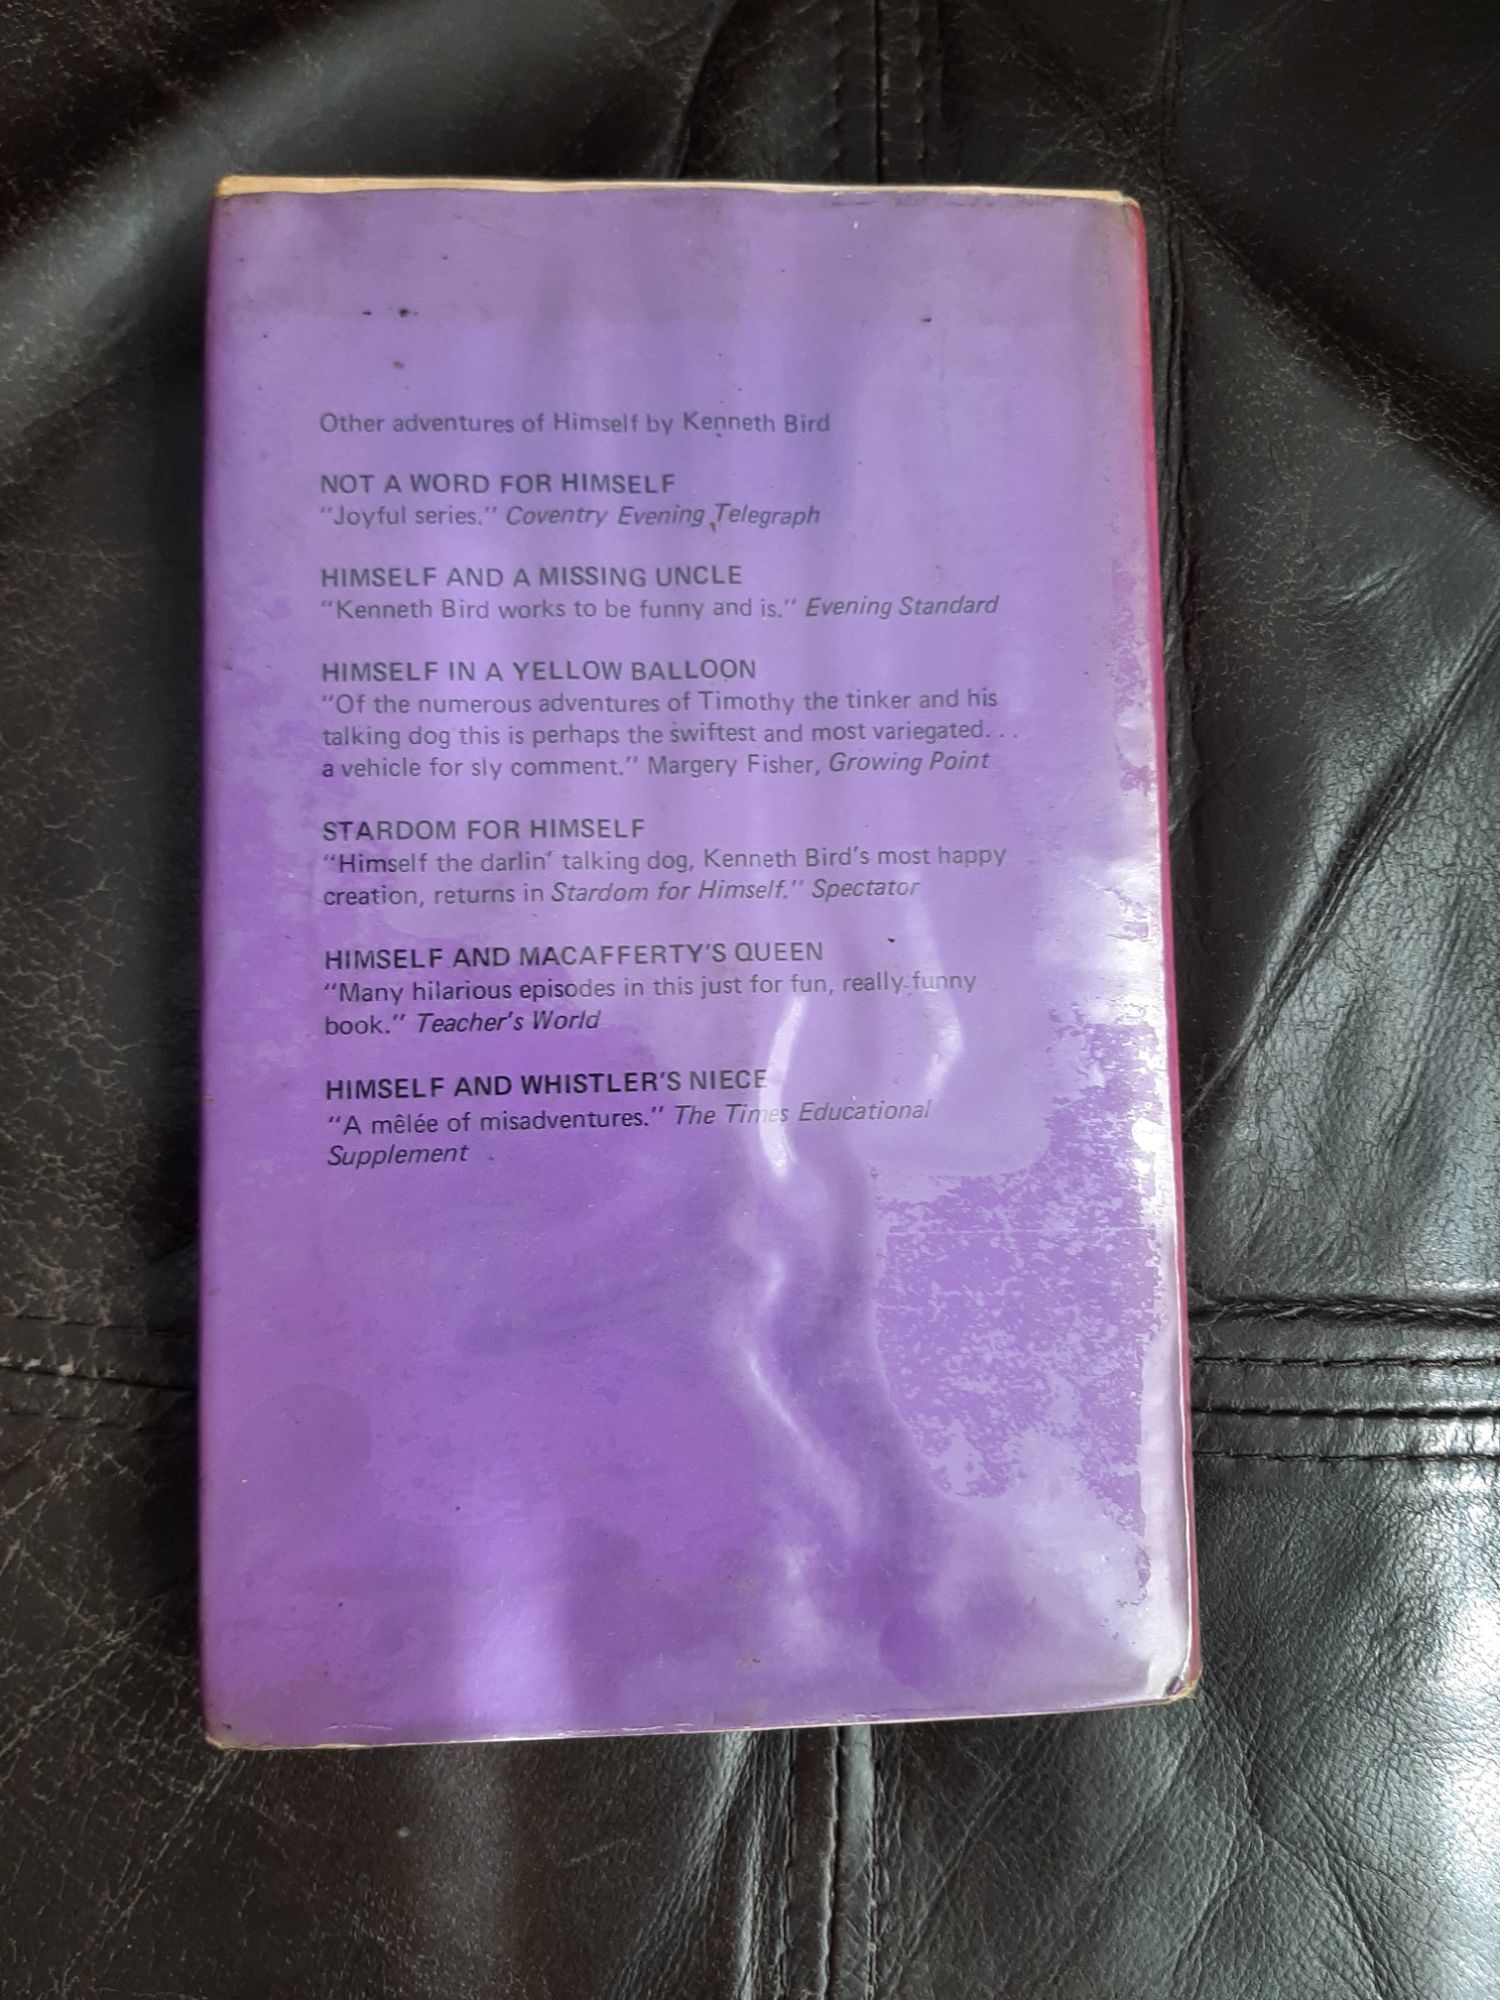 Other adventures of Himself by Kenneth Bird
NOT A WORD FOR HIMSELF
"Joyful series." Coventry Evening Telegraph
HIMSELF AND A MISSING UNCLE
"Kenneth Bird works to be funny and is." Evening Standard
HIMSELF IN A YELLOW BALLOON
"Of the numerous adventures of Timothy the tinker and his
talking dog this is perhaps the swiftest and most variegated. . .
a vehicle for sly comment." Margery Fisher, Growing Point
STARDOM FOR HIMSELF
"Himself the darlin' talking dog, Kenneth Bird's most happy
creation, returns in Stardom for Himself." Spectator
HIMSELF AND MACAFFERTY'S QUEEN
"Many hilarious episodes in this just for fun, really funny
book." Teacher's World
HIMSELF AND WHISTLER'S NIECE
"A mêlée of misadventures." The Times Educational
Supplement